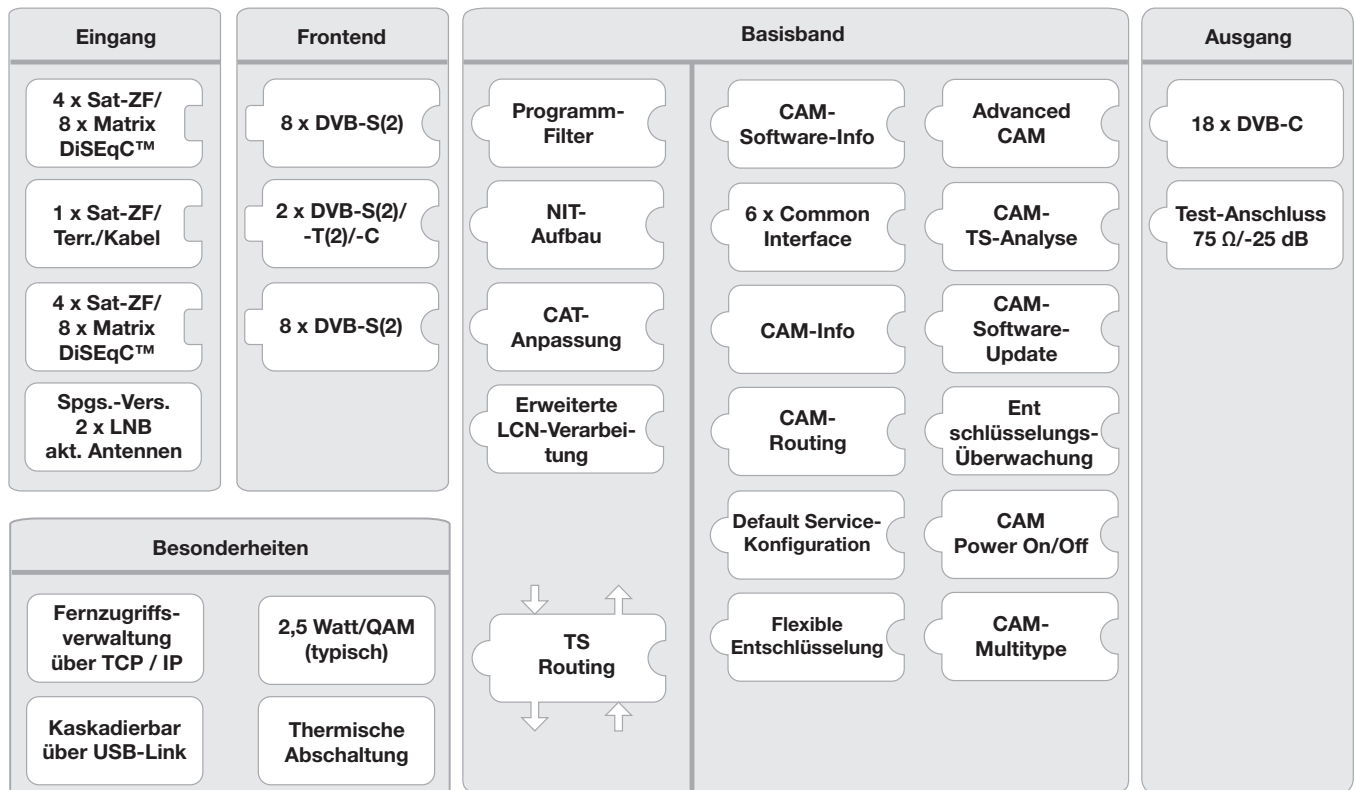 Eingang
4 x Sat-ZF/
8 x Matrix
DiSEqC™
1 x Sat-ZF/
Terr./Kabel
4 x Sat-ZF/
8 x Matrix
DiSEqC™
Spgs.-Vers.
2 x LNB
akt. Antennen
Frontend
8 x DVB-S(2)
2 x DVB-S(2)/
-T(2)/-C
8 x DVB-S(2)
Basisband
Programm-
Filter
NIT-
Aufbau
CAT-
Anpassung
Erweiterte
LCN-Verarbei-
tung
TS
Routing
CAM-
Software-Info
6 x Common
Interface
CAM-Info
CAM-
Routing
Default Service-
Konfiguration
Flexible
Entschlüsselung
Advanced
CAM
CAM-
TS-Analyse
CAM-
Software-
Update
Ent
schlüsselungs-
Überwachung
CAM
Power On/Off
CAM-
Multitype
Ausgang
18 x DVB-C
Test-Anschluss
75 Ω/-25 dB
Besonderheiten
Fernzugriffs-
verwaltung
über TCP / IP
2,5 Watt/QAM
(typisch)
Kaskadierbar
über USB-Link
Thermische
Abschaltung